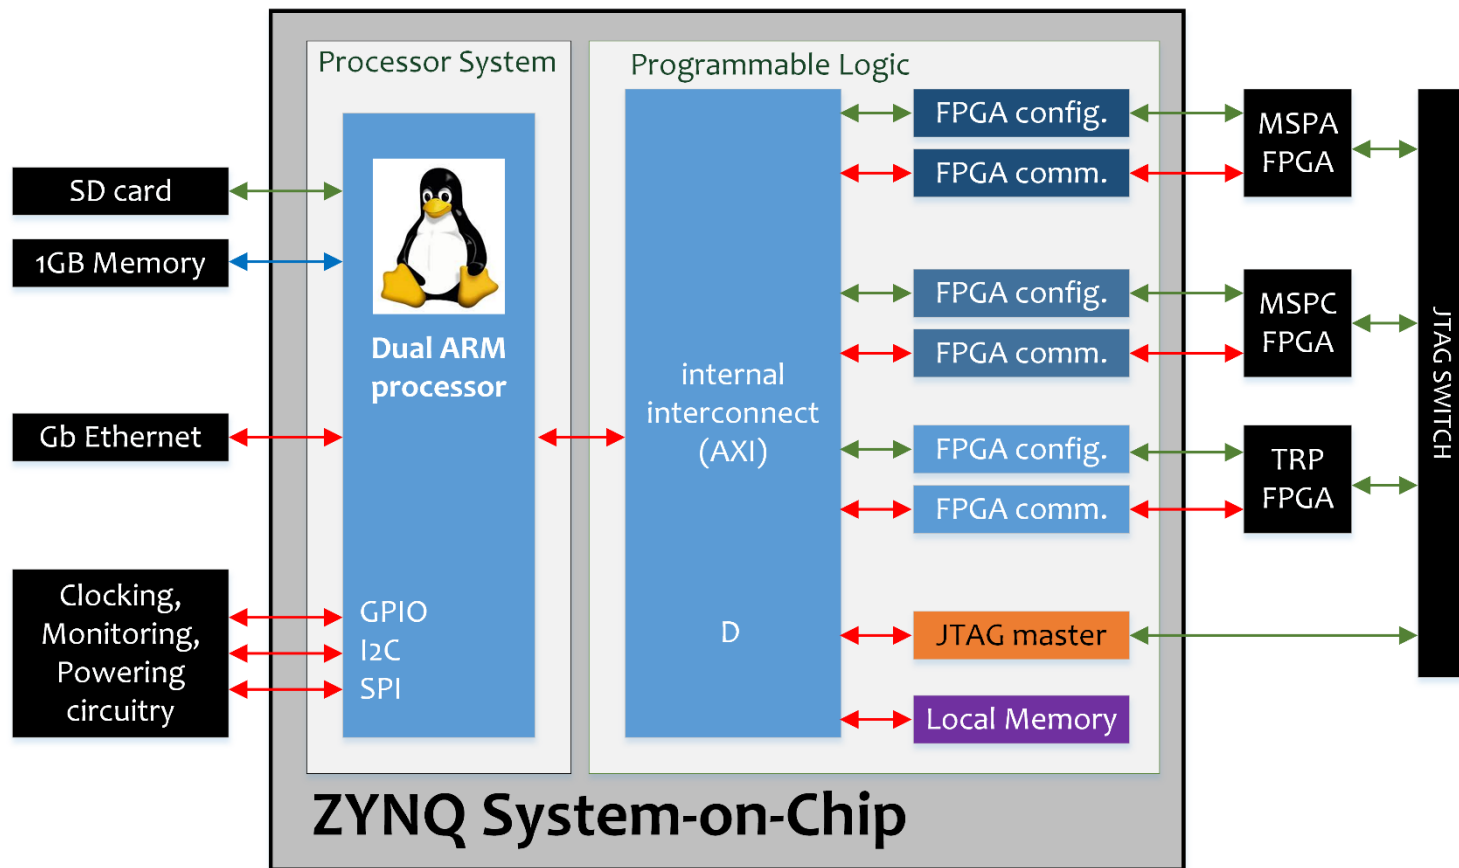 Processor System
Programmable Logic
SD card
1GB Memory
Gb Ethernet
Clocking,
Monitoring,
Powering
circuitry
Dual ARM
processor
GPIO
I2C
SPI
internal
interconnect
(AXI)
D
FPGA config.
FPGA comm.
FPGA config.
FPGA comm.
FPGA config.
FPGA comm.
JTAG master
Local Memory
MSPA
FPGA
MSPC
FPGA
TRP
FPGA
JTAG SWITCH
ZYNQ System-on-Chip